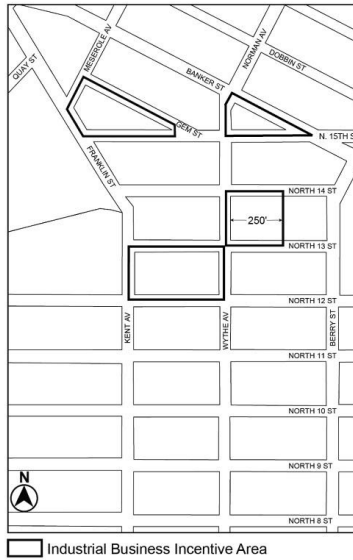 MESEROLE AV
NORMAN AV
DOBBIN ST
QUAY ST
BANKER ST
GEM ST
N. 15TH S
FRANKLIN ST
NORTH 14 ST
250'
NORTH 13 ST
NORTH 12 ST
KENT AV
WYTHE AV
BERRY ST
NORTH 11 ST
NORTH 10 ST
N
NORTH 9 ST
NORTH 8 ST
Industrial Business Incentive Area